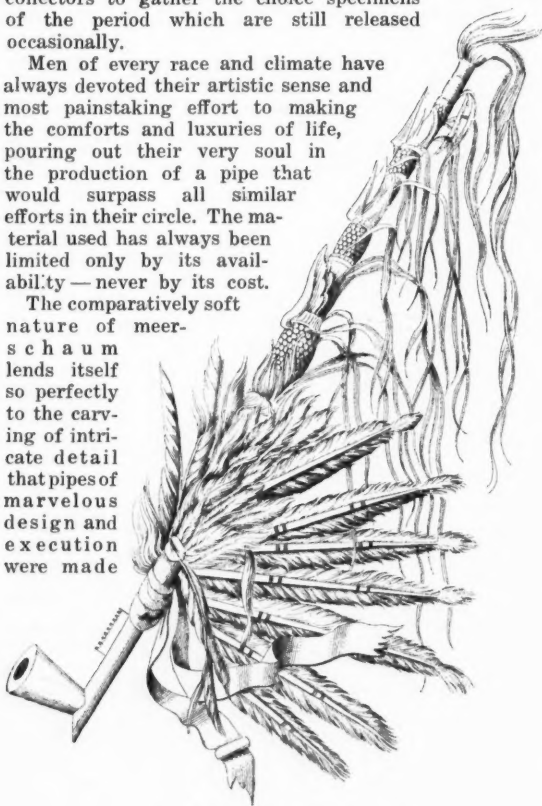 collectors to gather the choice specimens
of the period which are still released
occasionally.
Men of every race and climate have
always devoted their artistic sense and
most painstaking effort to making
the comforts and luxuries of life,
pouring out their very soul in
the production of a pipe that
would surpass all similar
efforts in their circle. The ma-
terial used has always been
limited only by its avail-
abil:ty — never by its cost.
The comparatively soft
nature of meer-
schaum
lends itself
so perfectly
to the carv-
ing of intri-
cate detail
that pipes of
marvelous
design and
execution
were made